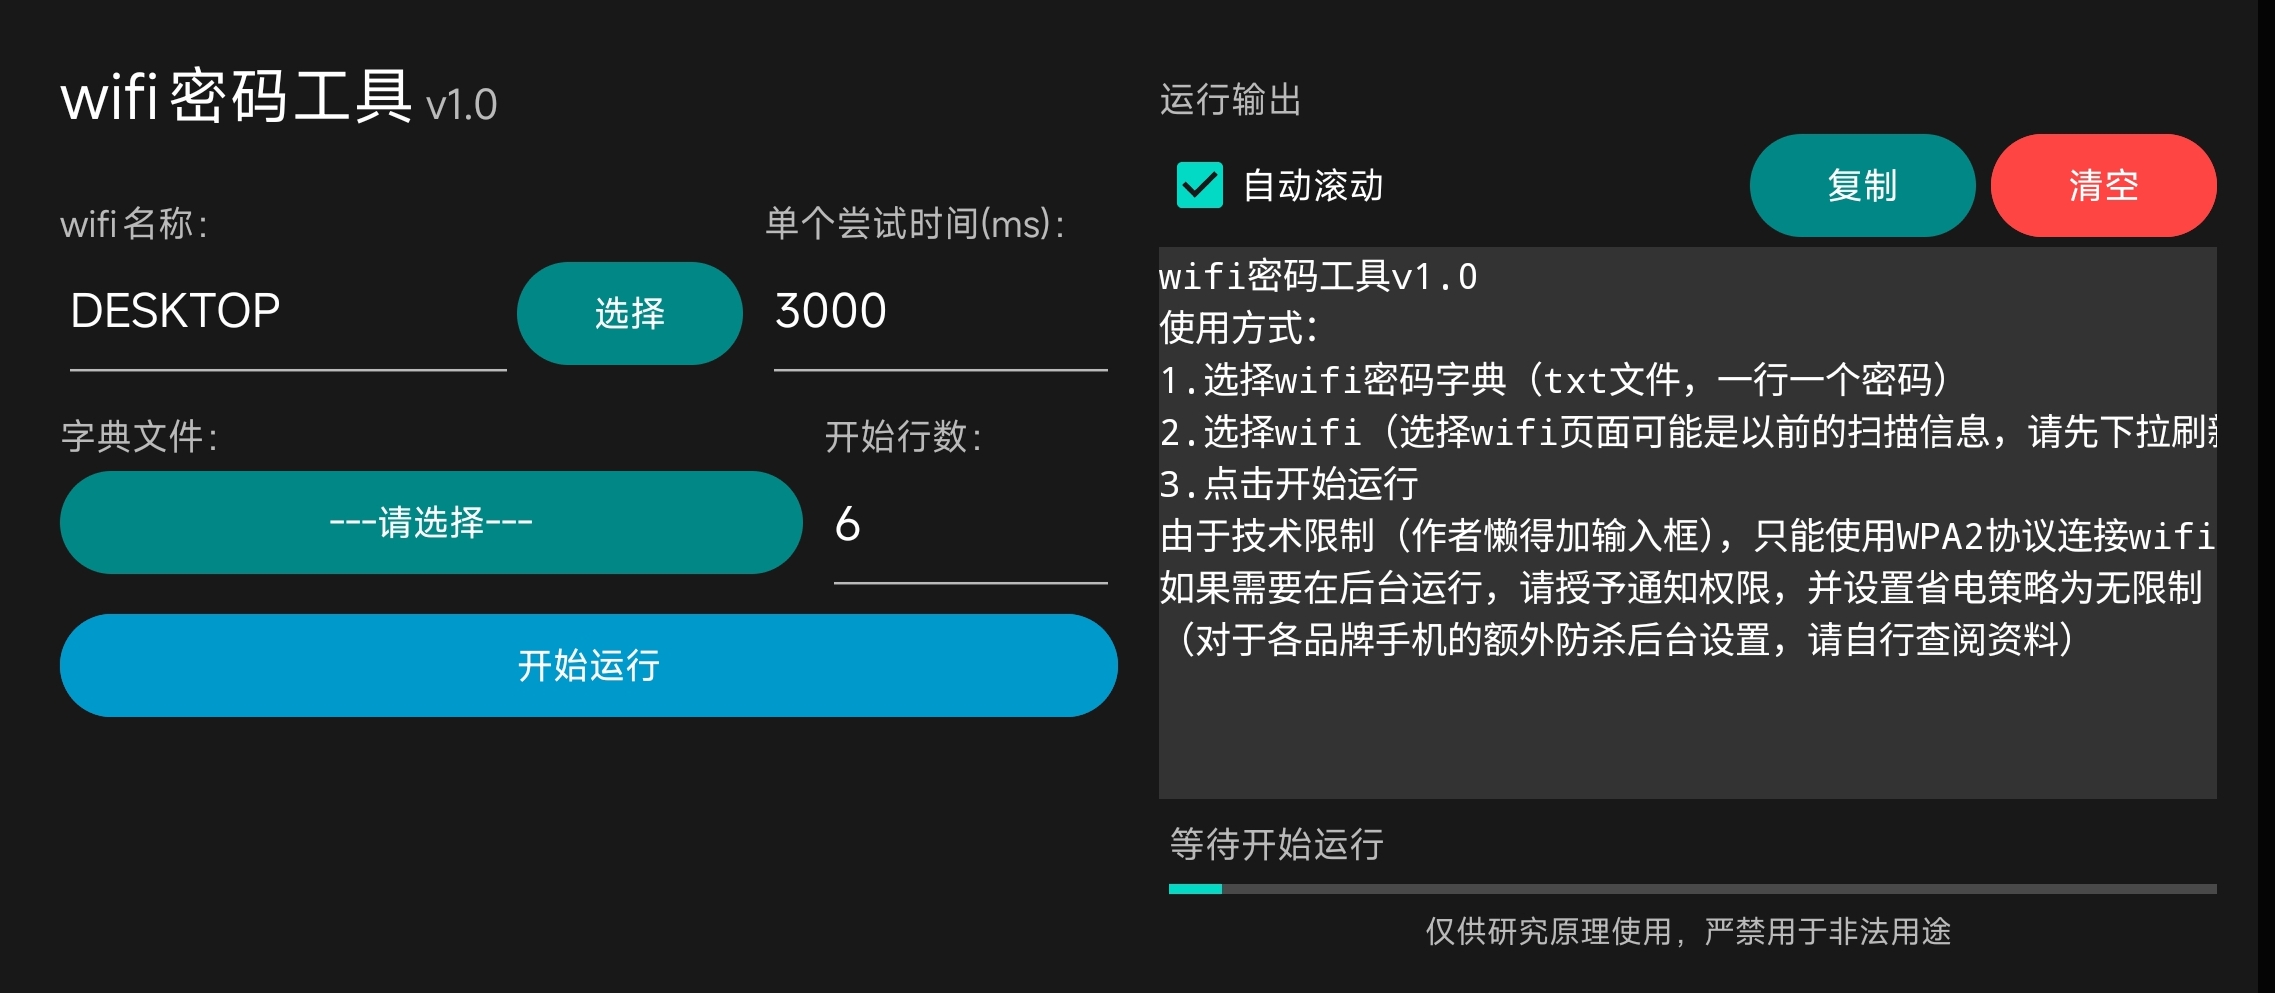 wifi密码工具 v1.0
wifi名称:
单个尝试时间(ms):
DESKTOP
选择
3000
字典文件:
开始行数:
---请选择---
6
开始运行
运行输出
自动滚动
复制
清空
wifi密码工具v1.0
使用方式:
1.选择wifi密码字典（txt文件，一行一个密码）
2.选择wifi（选择wifi页面可能是以前的扫描信息，请先下拉刷
3.点击开始运行
由于技术限制（作者懒得加输入框），只能使用WPA2协议连接wifi
如果需要在后台运行，请授予通知权限，并设置省电策略为无限制
（对于各品牌手机的额外防杀后台设置，请自行查阅资料）
等待开始运行
仅供研究原理使用，严禁用于非法用途